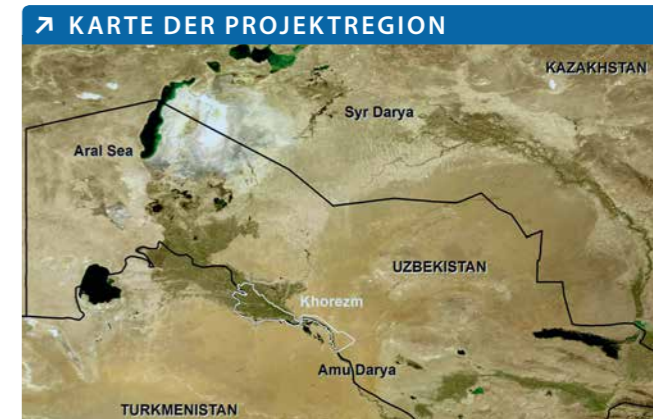 ↗ KARTE DER PROJEKTREGION
KAZAKHSTAN
Syr Darya
Aral Sea
UZBEKISTAN
Khorezm
Amu Darya
TURKMENISTAN